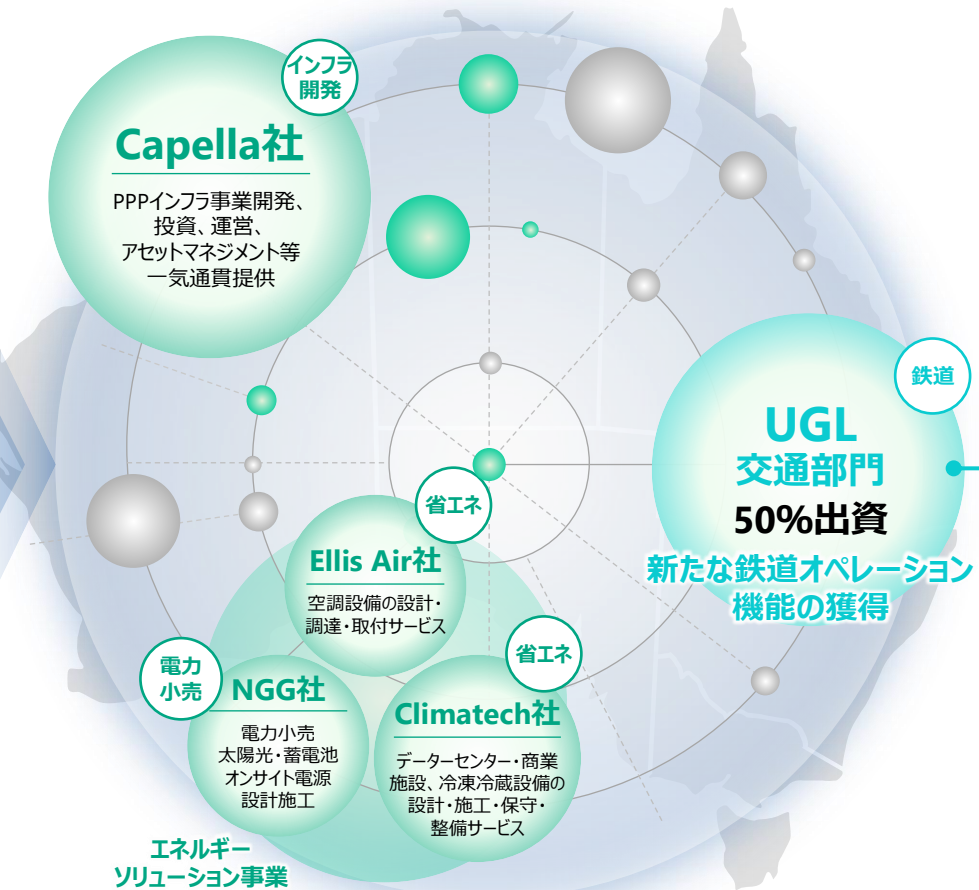 インフラ
開発
Capella社
PPPインフラ事業開発、
投資、運営、
アセットマネジメント等
一気通貫提供
鉄道
UGL
交通部門
50%出資
新たな鉄道オペレーション
機能の獲得
省エネ
Ellis Air社
空調設備の設計・
調達・取付サービス
電力
小売
NGG社
電力小売
太陽光・蓄電池
オンサイト電源
設計施工
省エネ
Climatech社
データーセンター・商業
施設、冷凍冷蔵設備の
設計・施工・保守・
整備サービス
エネルギー
ソリューション事業